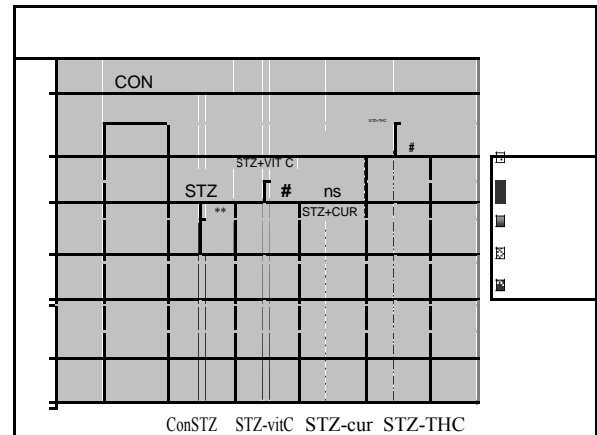 CON
STZ+THC
#
STZ+VIT C
STZ # ns
** STZ+CUR
ConSTZ STZ-vitC STZ-cur STZ-THC